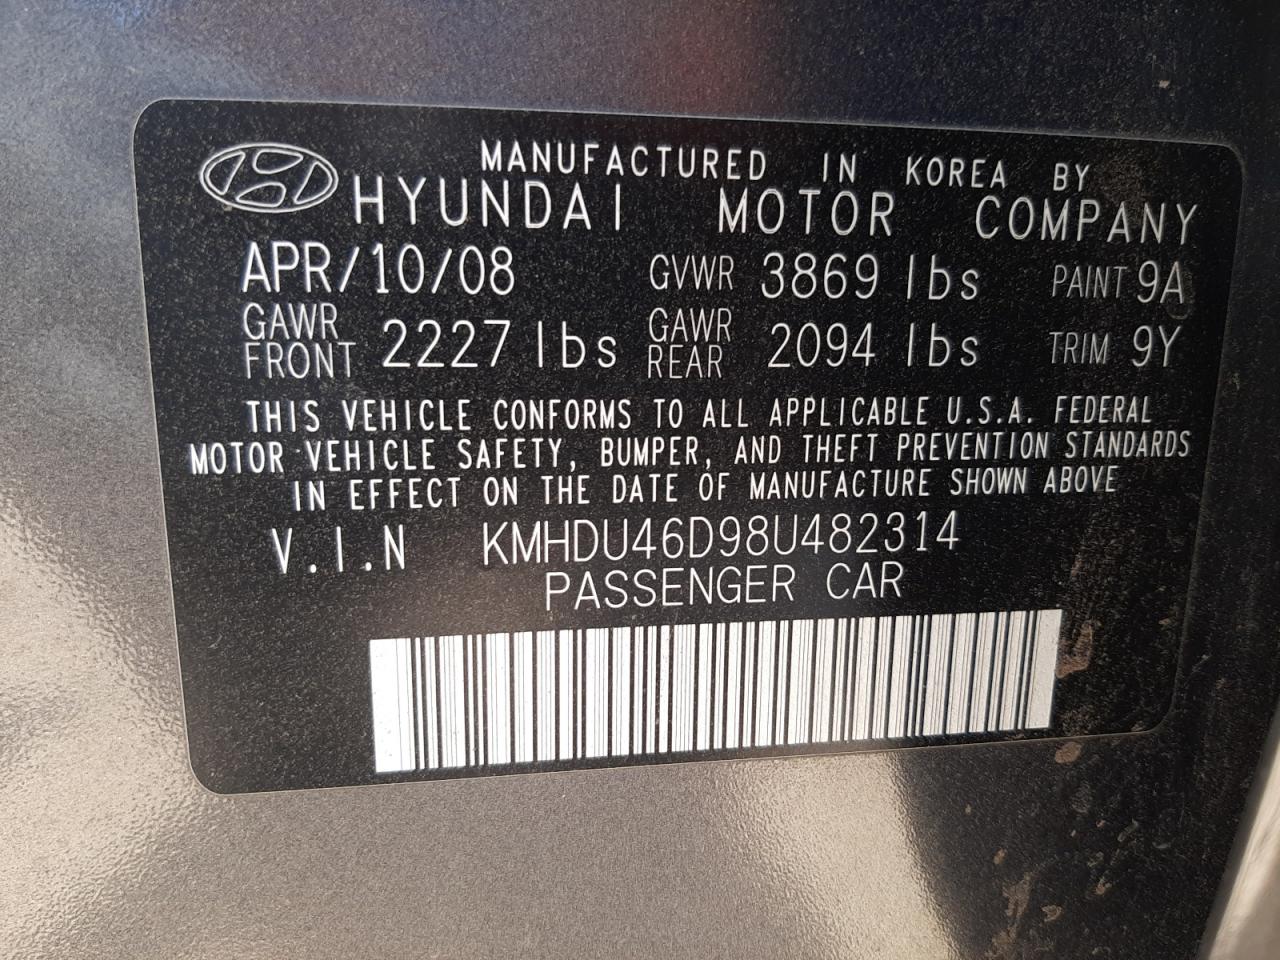 MANUFACTURED IN KOREA BY
HYUNDAI MOTOR COMPANY
APR/10/08 GVWR 3869 lbs PAINT 9A
GAWR FRONT 2227 lbs GAWR REAR 2094 lbs TRIM 9Y
THIS VEHICLE CONFORMS TO ALL APPLICABLE U.S.A. FEDERAL
MOTOR VEHICLE SAFETY, BUMPER, AND THEFT PREVENTION STANDARDS
IN EFFECT ON THE DATE OF MANUFACTURE SHOWN ABOVE
V.I.N KMHDU46D98U482314
PASSENGER CAR